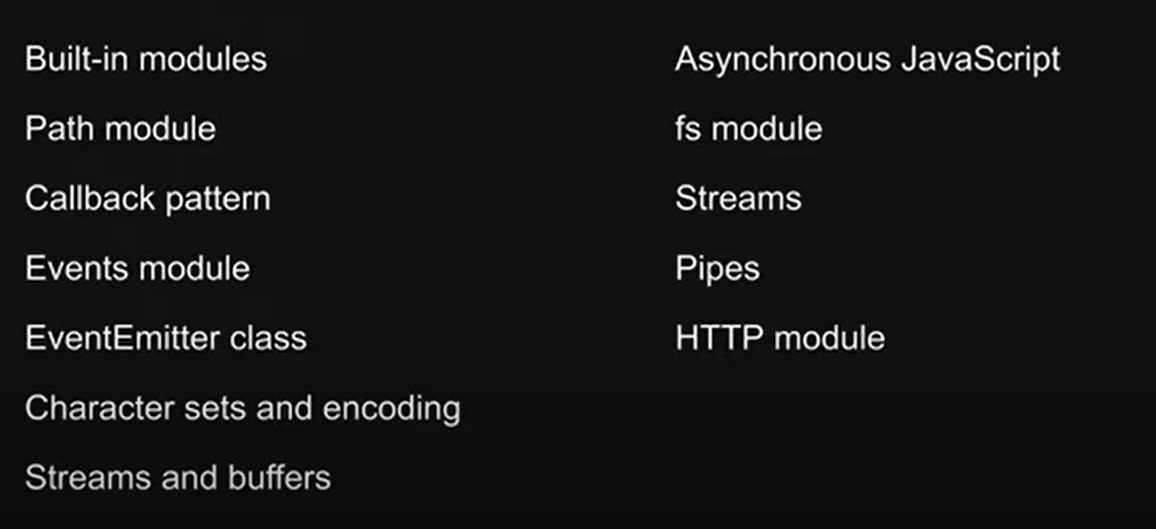 Built-in modules
Path module
Callback pattern
Events module
EventEmitter class
Character sets and encoding
Streams and buffers
Asynchronous JavaScript
fs module
Streams
Pipes
HTTP module